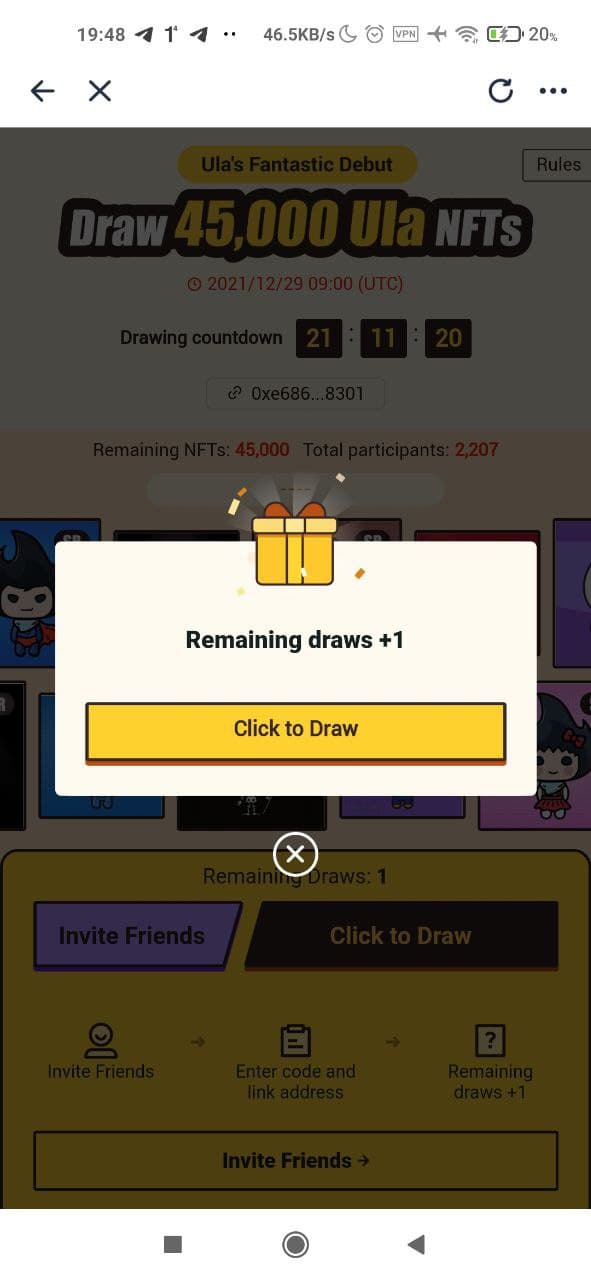 19:48 46.5KB/s VPN 20%
Ula's Fantastic Debut
Rules
Draw 45,000 Ula NFTs
2021/12/29 09:00 (UTC)
Drawing countdown 21 : 11 : 20
0xe686...8301
Remaining NFTs: 45,000 Total participants: 2,207
Remaining draws +1
Click to Draw
Remaining Draws: 1
Invite Friends
Click to Draw
Invite Friends
Enter code and
link address
Remaining
draws +1
Invite Friends →